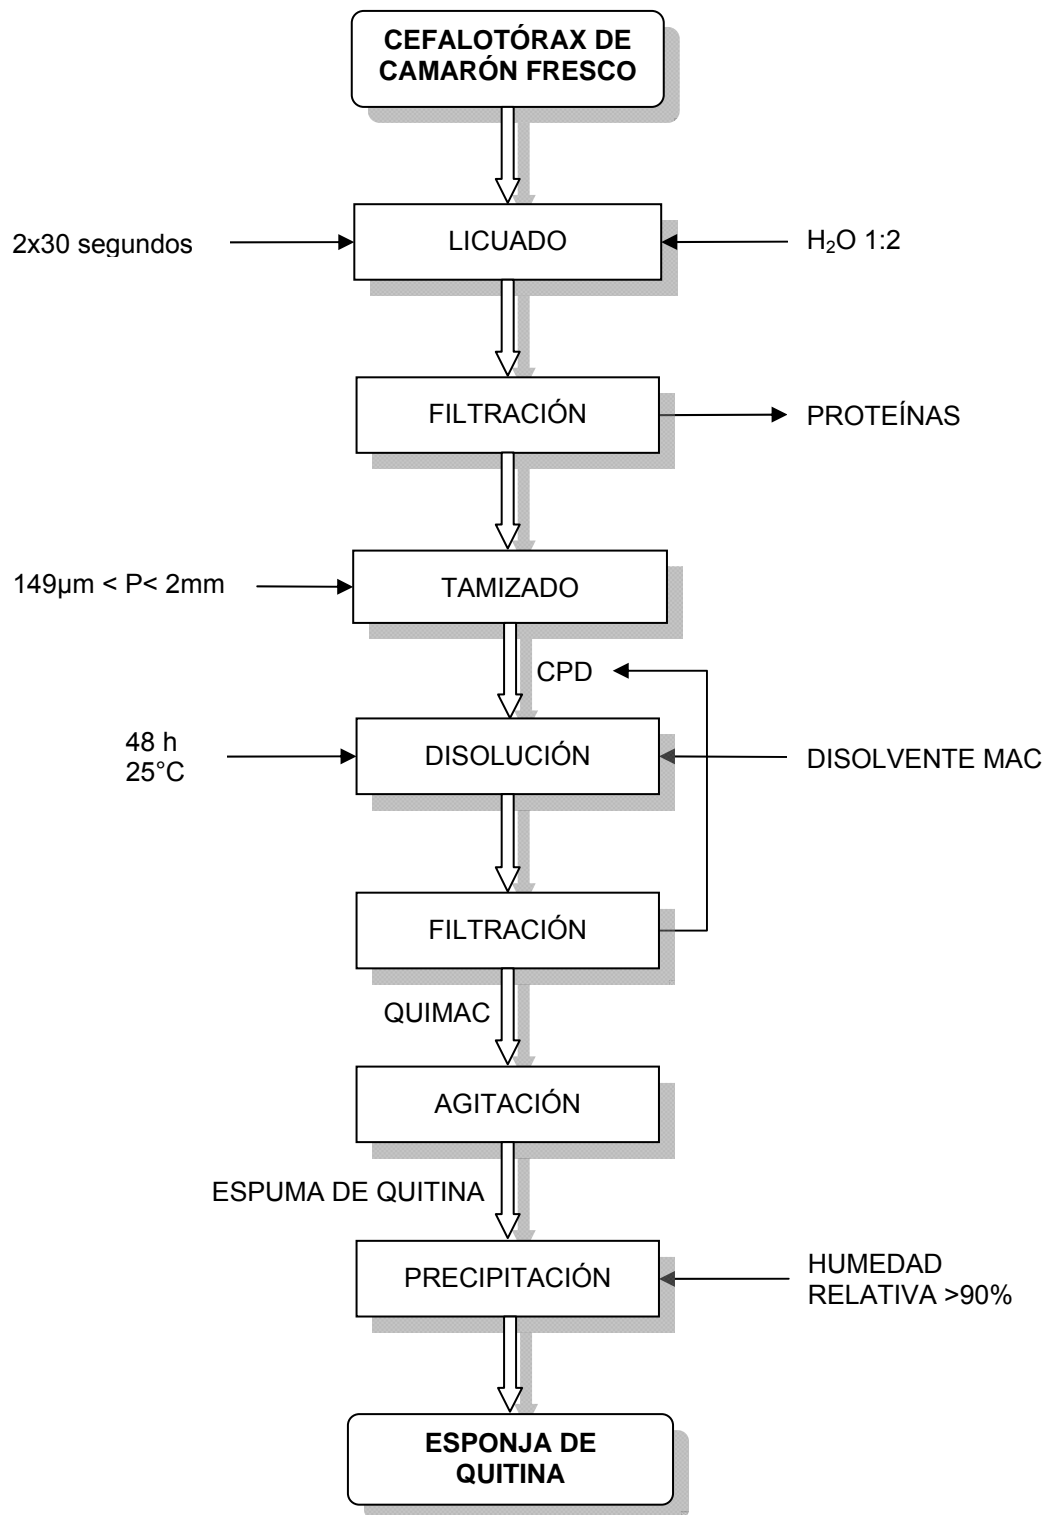 CEFALOTÓRAX DE
CAMARÓN FRESCO
2x30 segundos
LICUADO
H₂O 1:2
FILTRACIÓN
PROTEÍNAS
149µm < P< 2mm
TAMIZADO
CPD
48 h
25°C
DISOLUCIÓN
DISOLVENTE MAC
FILTRACIÓN
QUIMAC
AGITACIÓN
ESPUMA DE QUITINA
PRECIPITACIÓN
HUMEDAD
RELATIVA >90%
ESPONJA DE
QUITINA